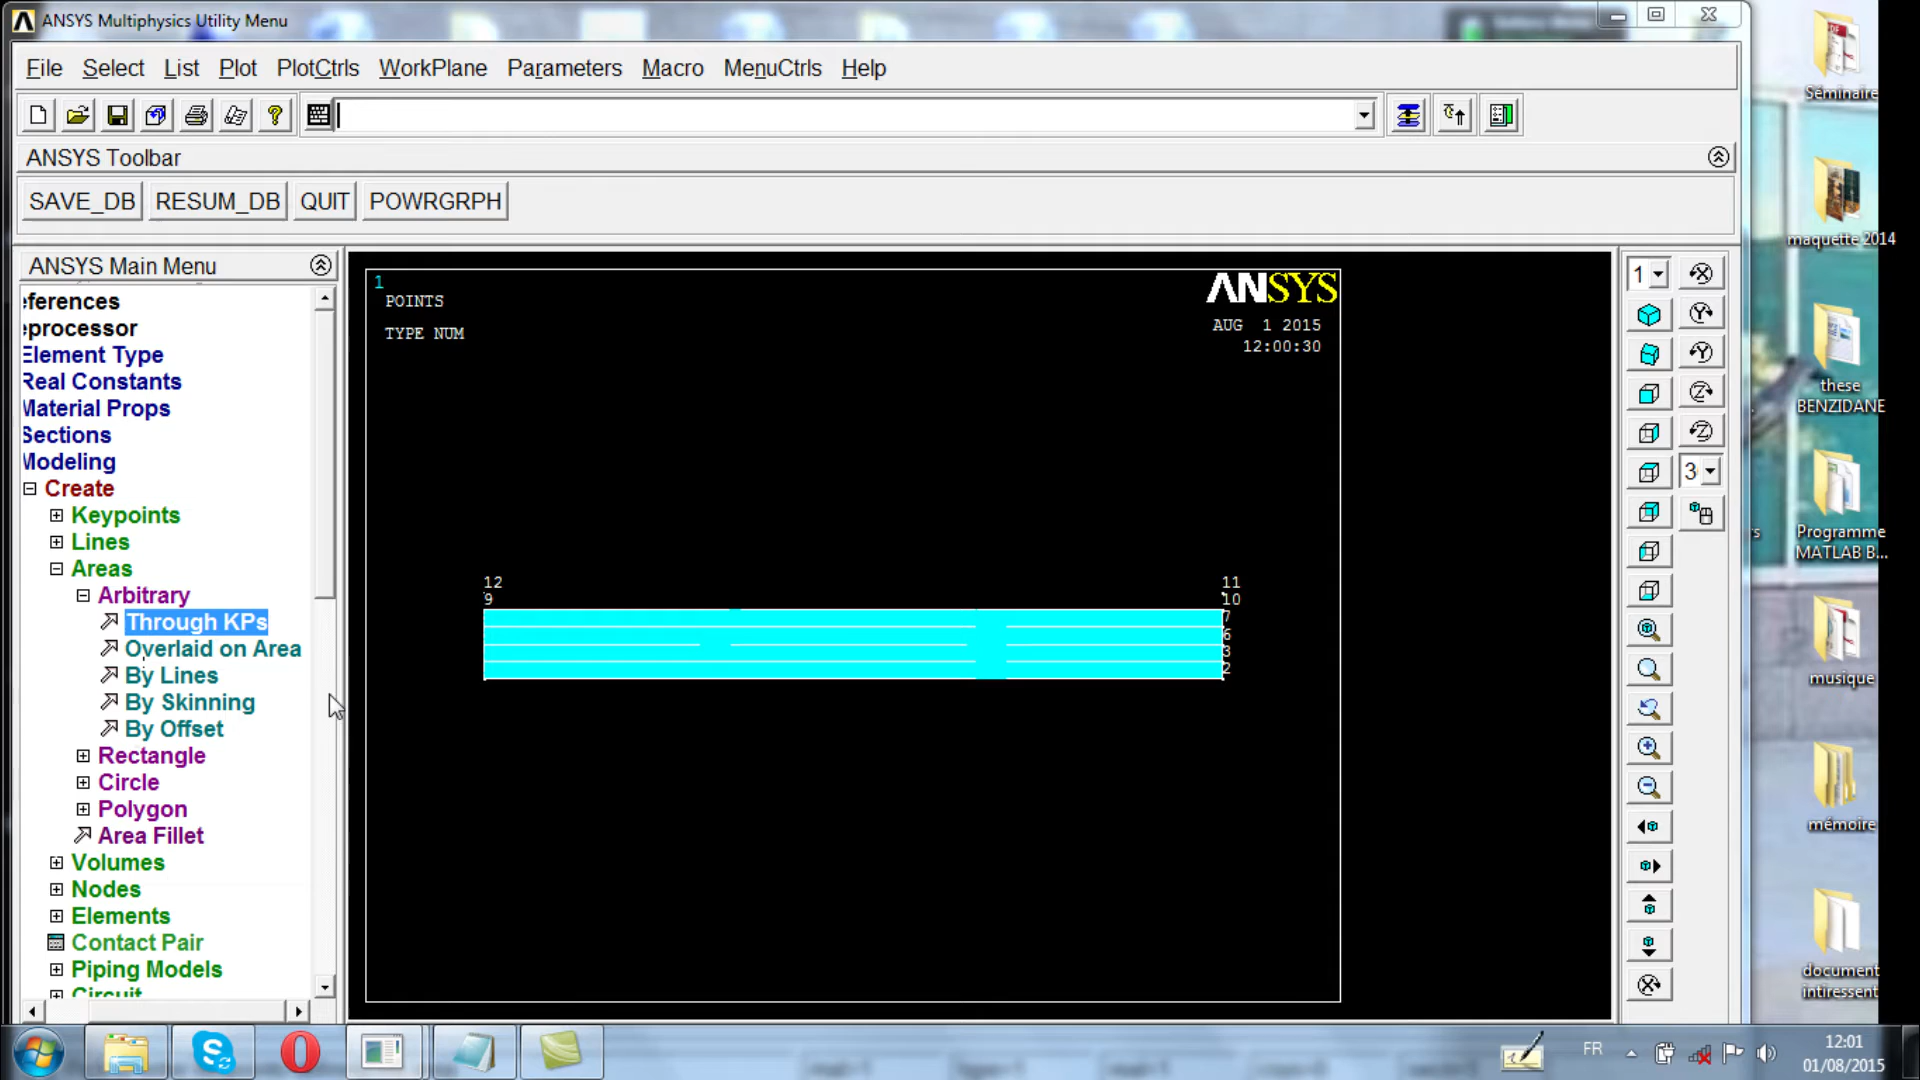 ANSYS Multiphysics Utility Menu
File Select List Plot PlotCtrls WorkPlane Parameters Macro MenuCtrls Help
ANSYS Toolbar
SAVE_DB RESUM_DB QUIT POWRGRPH
ANSYS Main Menu
eferences
eprocessor
Element Type
Real Constants
Material Props
Sections
Modeling
Create
Keypoints
Lines
Areas
Arbitrary
Through KPs
Overlaid on Area
By Lines
By Skinning
By Offset
Rectangle
Circle
Polygon
Area Fillet
Volumes
Nodes
Elements
Contact Pair
Piping Models
Circuit
1
POINTS
TYPE NUM
ANSYS
AUG 1 2015
12:00:30
12
9
11
10
7
6
3
2
1
3
Séminaire
maquette 2014
these
BENZIDANE
Programme
MATLAB B...
musique
mémoire
document
intiressent
FR
12:01
01/08/2015